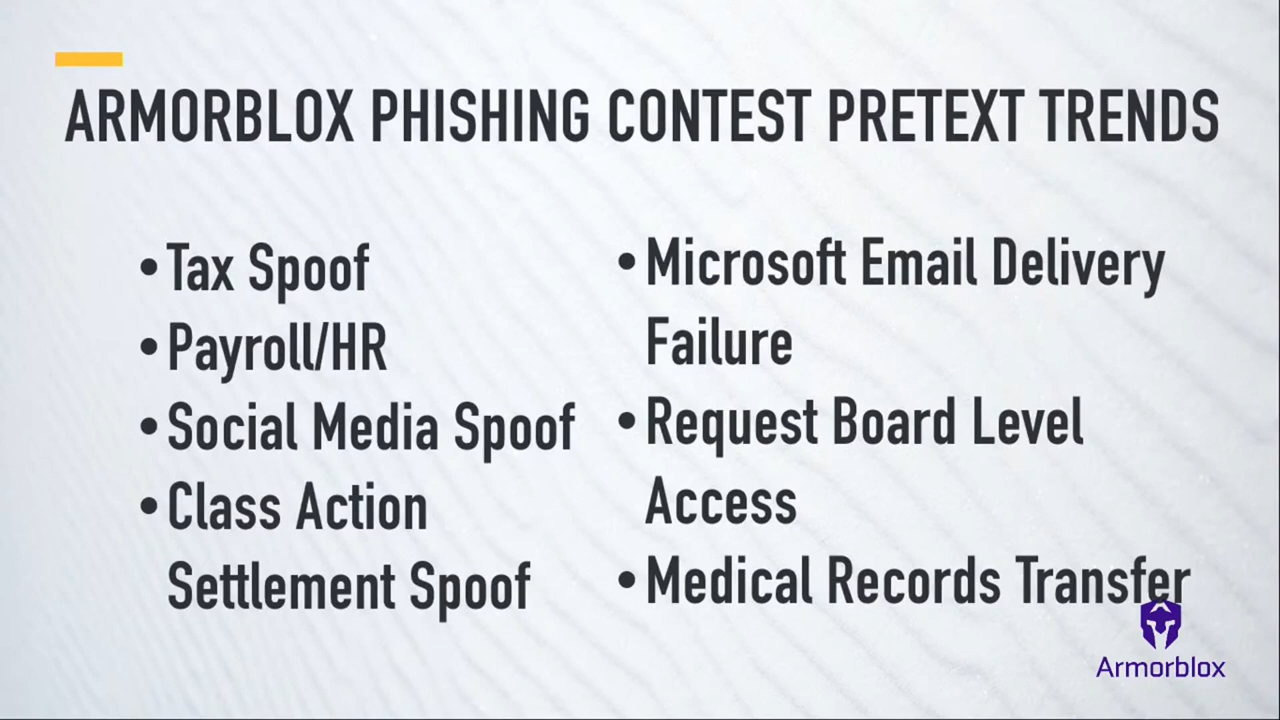 ARMORBLOX PHISHING CONTEST PRETEXT TRENDS
• Tax Spoof
• Payroll/HR
• Social Media Spoof
• Class Action
Settlement Spoof
• Microsoft Email Delivery
Failure
• Request Board Level
Access
• Medical Records Transfer
Armorblox